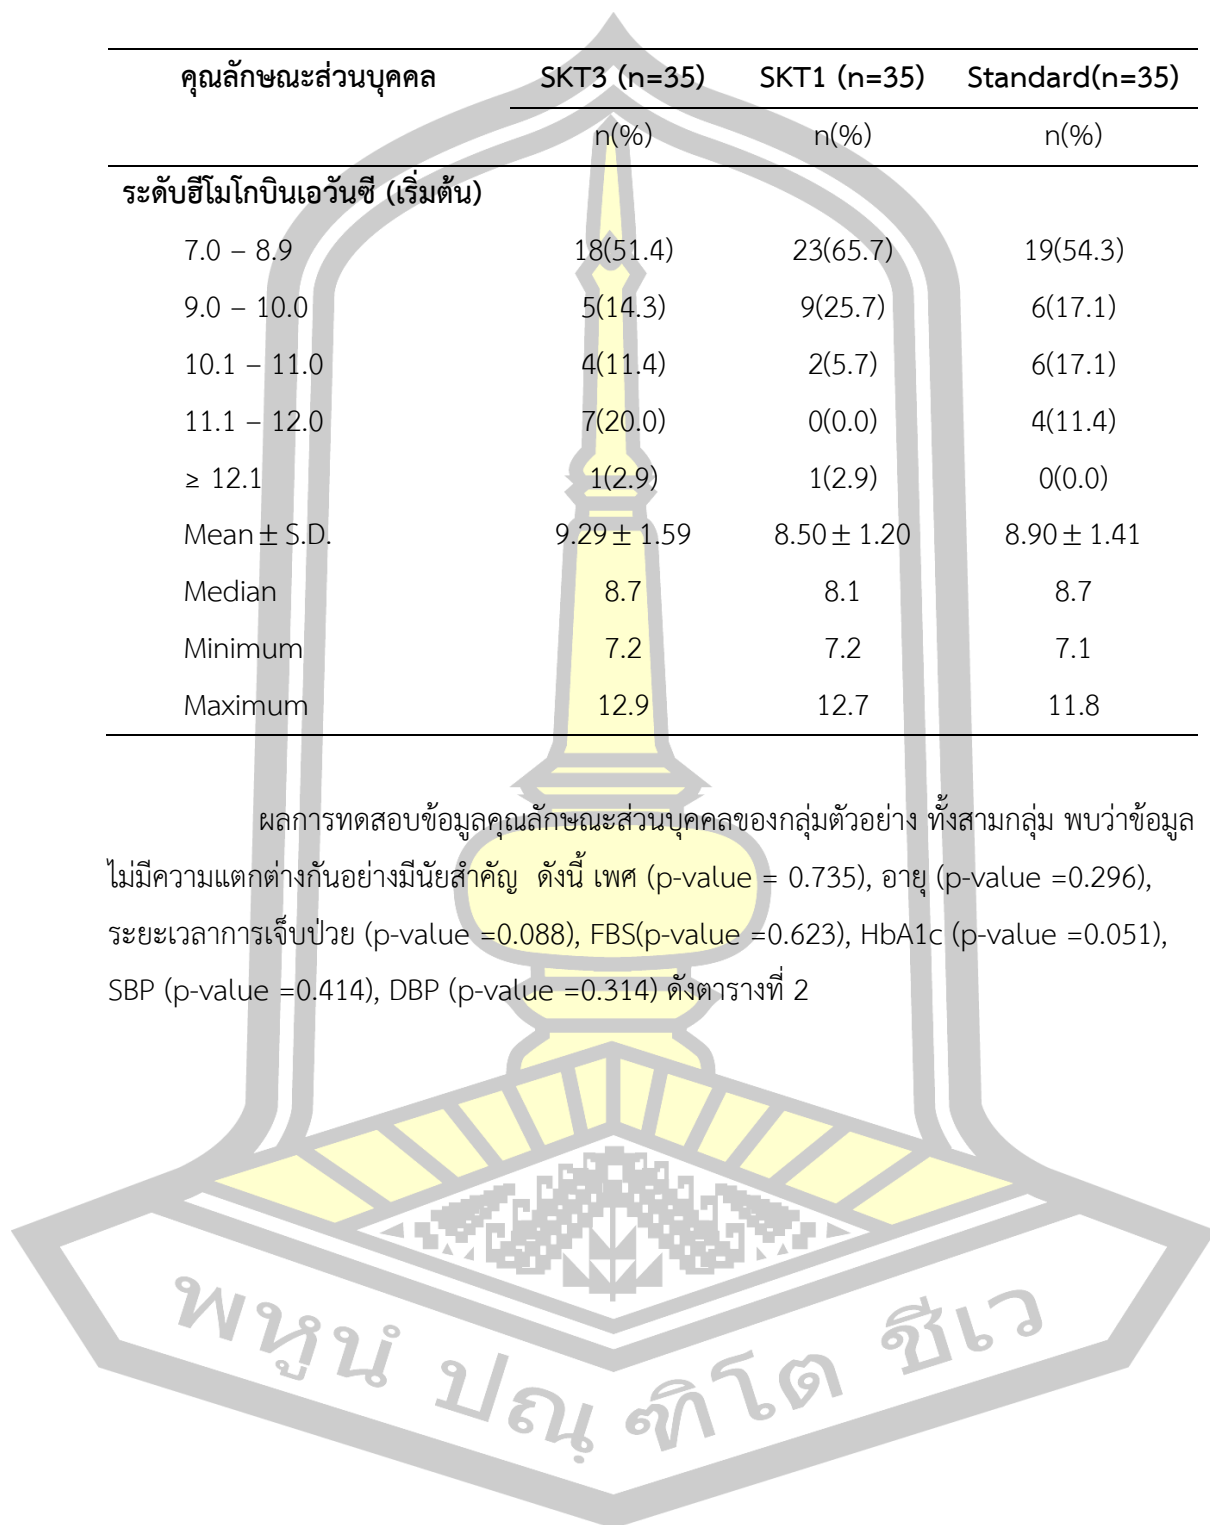 คุณลักษณะส่วนบุคคล SKT3 (n=35) SKT1 (n=35) Standard(n=35)
n(%) n(%) n(%)
ระดับฮีโมโกบินเอวันซี (เริ่มต้น)
7.0 – 8.9 18(51.4) 23(65.7) 19(54.3)
9.0 – 10.0 5(14.3) 9(25.7) 6(17.1)
10.1 – 11.0 4(11.4) 2(5.7) 6(17.1)
11.1 – 12.0 7(20.0) 0(0.0) 4(11.4)
≥ 12.1 1(2.9) 1(2.9) 0(0.0)
Mean ± S.D. 9.29 ± 1.59 8.50 ± 1.20 8.90 ± 1.41
Median 8.7 8.1 8.7
Minimum 7.2 7.2 7.1
Maximum 12.9 12.7 11.8
ผลการทดสอบข้อมูลคุณลักษณะส่วนบุคคลของกลุ่มตัวอย่าง ทั้งสามกลุ่ม พบว่าข้อมูล
ไม่มีความแตกต่างกันอย่างมีนัยสำคัญ ดังนี้ เพศ (p-value = 0.735), อายุ (p-value =0.296),
ระยะเวลาการเจ็บป่วย (p-value =0.088), FBS(p-value =0.623), HbA1c (p-value =0.051),
SBP (p-value =0.414), DBP (p-value =0.314) ดังตารางที่ 2
พหูนํ ปณฺ ฑิโต ชีเว